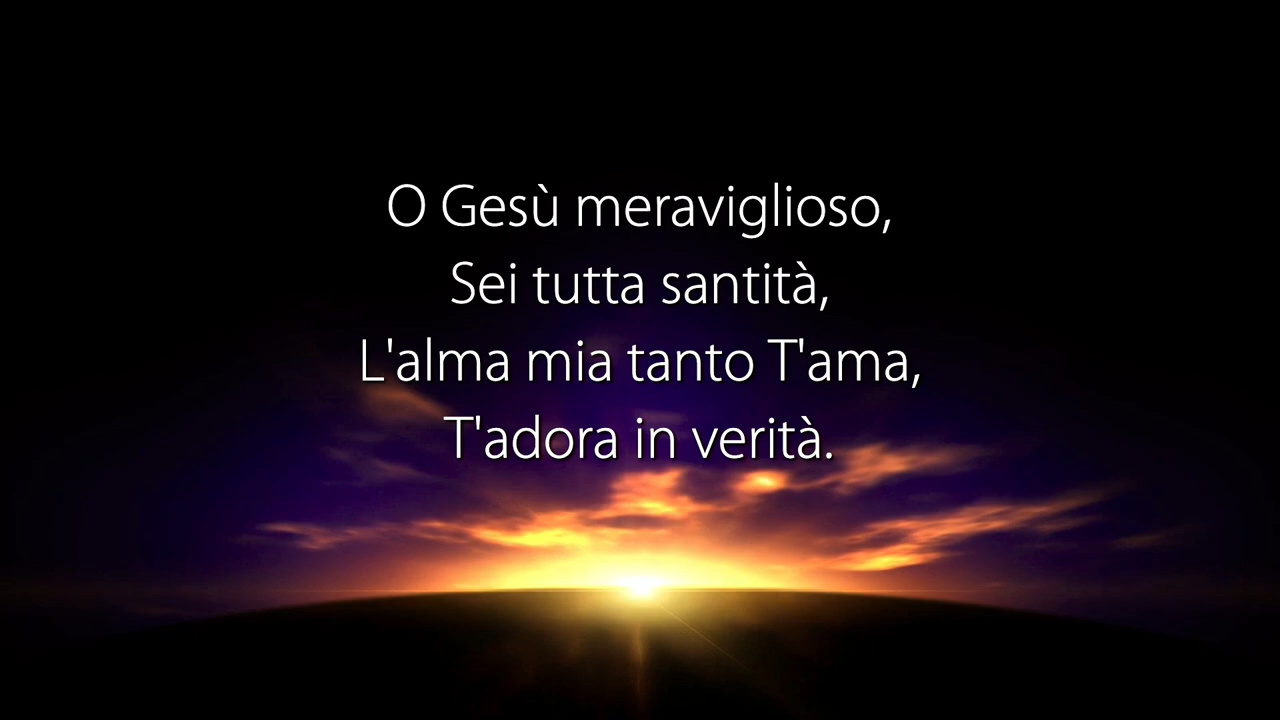 O Gesù meraviglioso,
Sei tutta santità,
L'alma mia tanto T'ama,
T'adora in verità.